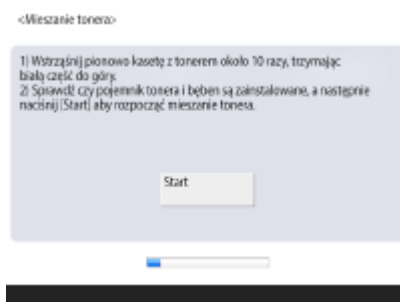 <Mieszanie tonera>
1) Wstrząśnij pionowo kasetę z tonerem około 10 razy, trzymając
białą część do góry.
2) Sprawdź czy pojemnik tonera i bęben są zainstalowane, a następnie
naciśnij [Start] aby rozpocząć mieszanie tonera.
Start